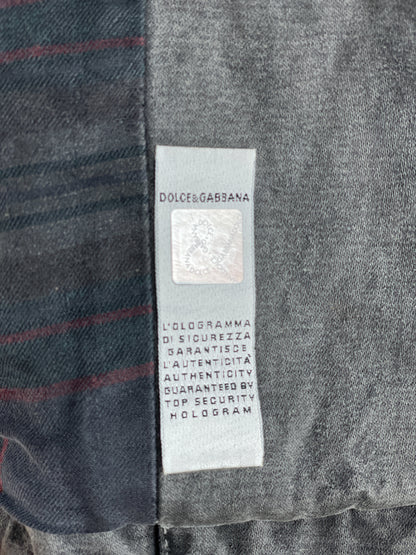 DOLCE&GABBANA
L'OLOGRAMMA
DI SICUREZZA
GARANTISCE
L'AUTENTICITÀ
AUTHENTICITY
GUARANTEED BY
TOP SECURITY
HOLOGRAM